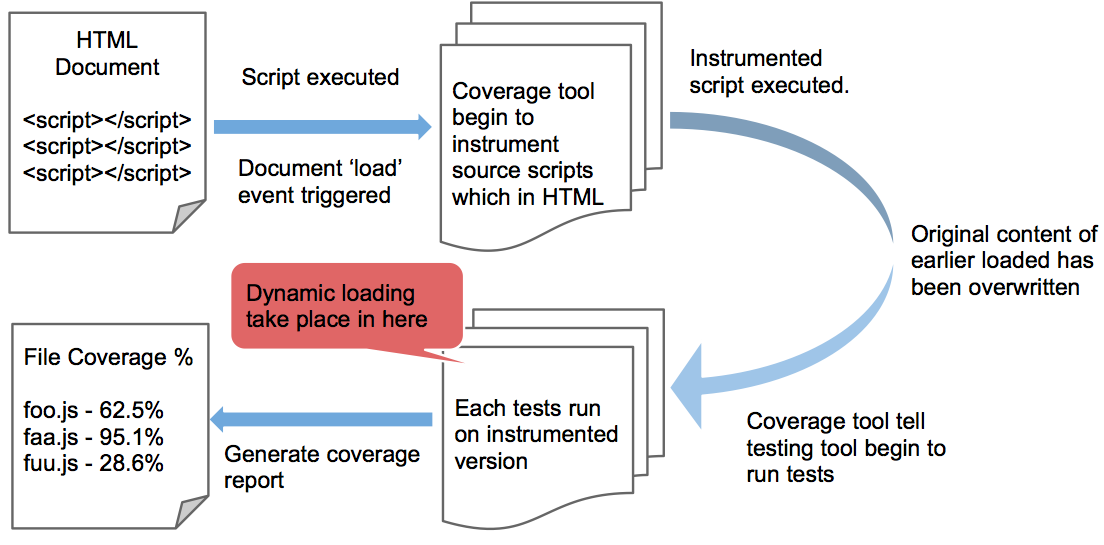 HTML
Document
<script></script>
<script></script>
<script></script>
Script executed
Document ‘load’
event triggered
Coverage tool
begin to
instrument
source scripts
which in HTML
Instrumented
script executed.
Original content of
earlier loaded has
been overwritten
Coverage tool tell
testing tool begin to
run tests
Dynamic loading
take place in here
Each tests run
on instrumented
version
Generate coverage
report
File Coverage %
foo.js - 62.5%
faa.js - 95.1%
fuu.js - 28.6%